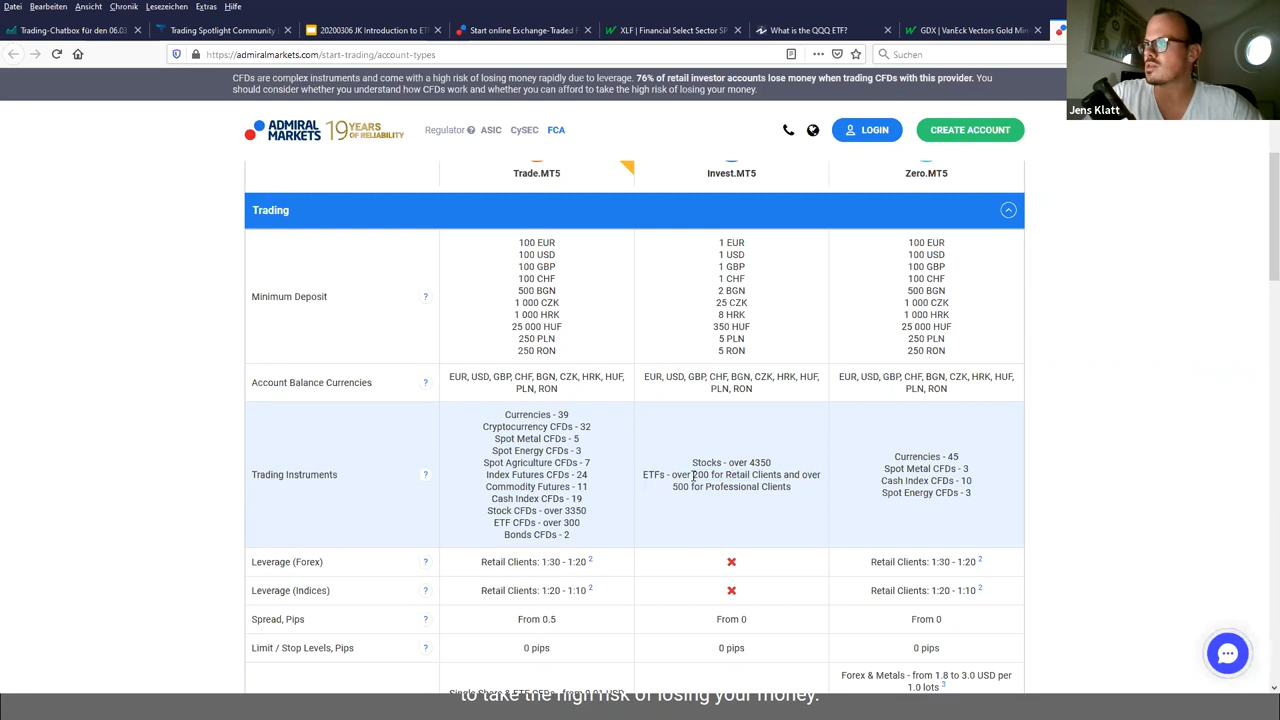 Datei Bearbeiten Ansicht Chronik Lesezeichen Extras Hilfe
Trading-Chatbox für den 06.03
Trading Spotlight Community
20200306 JK Introduction to ET
Start online Exchange-Traded F
XLF | Financial Select Sector SP
What is the QQQ ETF?
GDX | VanEck Vectors Gold Min
https://admiralmarkets.com/start-trading/account-types
Suchen
Jens Klatt
CFDs are complex instruments and come with a high risk of losing money rapidly due to leverage. 76% of retail investor accounts lose money when trading CFDs with this provider. You
should consider whether you understand how CFDs work and whether you can afford to take the high risk of losing your money.
ADMIRAL MARKETS
19 YEARS OF RELIABILITY
Regulator ? ASIC CySEC FCA
LOGIN
CREATE ACCOUNT
Trade.MT5 Invest.MT5 Zero.MT5
Trading
Minimum Deposit ?
100 EUR
100 USD
100 GBP
100 CHF
500 BGN
1 000 CZK
1 000 HRK
25 000 HUF
250 PLN
250 RON
1 EUR
1 USD
1 GBP
1 CHF
2 BGN
25 CZK
8 HRK
350 HUF
5 PLN
5 RON
100 EUR
100 USD
100 GBP
100 CHF
500 BGN
1 000 CZK
1 000 HRK
25 000 HUF
250 PLN
250 RON
Account Balance Currencies ?
EUR, USD, GBP, CHF, BGN, CZK, HRK, HUF,
PLN, RON
EUR, USD, GBP, CHF, BGN, CZK, HRK, HUF,
PLN, RON
EUR, USD, GBP, CHF, BGN, CZK, HRK, HUF,
PLN, RON
Trading Instruments ?
Currencies - 39
Cryptocurrency CFDs - 32
Spot Metal CFDs - 5
Spot Energy CFDs - 3
Spot Agriculture CFDs - 7
Index Futures CFDs - 24
Commodity Futures - 11
Cash Index CFDs - 19
Stock CFDs - over 3350
ETF CFDs - over 300
Bonds CFDs - 2
Stocks - over 4350
ETFs - over 200 for Retail Clients and over
500 for Professional Clients
Currencies - 45
Spot Metal CFDs - 3
Cash Index CFDs - 10
Spot Energy CFDs - 3
Leverage (Forex) ? Retail Clients: 1:30 - 1:20 2 Retail Clients: 1:30 - 1:20 2
Leverage (Indices) ? Retail Clients: 1:20 - 1:10 2 Retail Clients: 1:20 - 1:10 2
Spread, Pips ? From 0.5 From 0 From 0
Limit / Stop Levels, Pips ? 0 pips 0 pips 0 pips
Forex & Metals - from 1.8 to 3.0 USD per
1.0 lots 3
to take the high risk of losing your money.